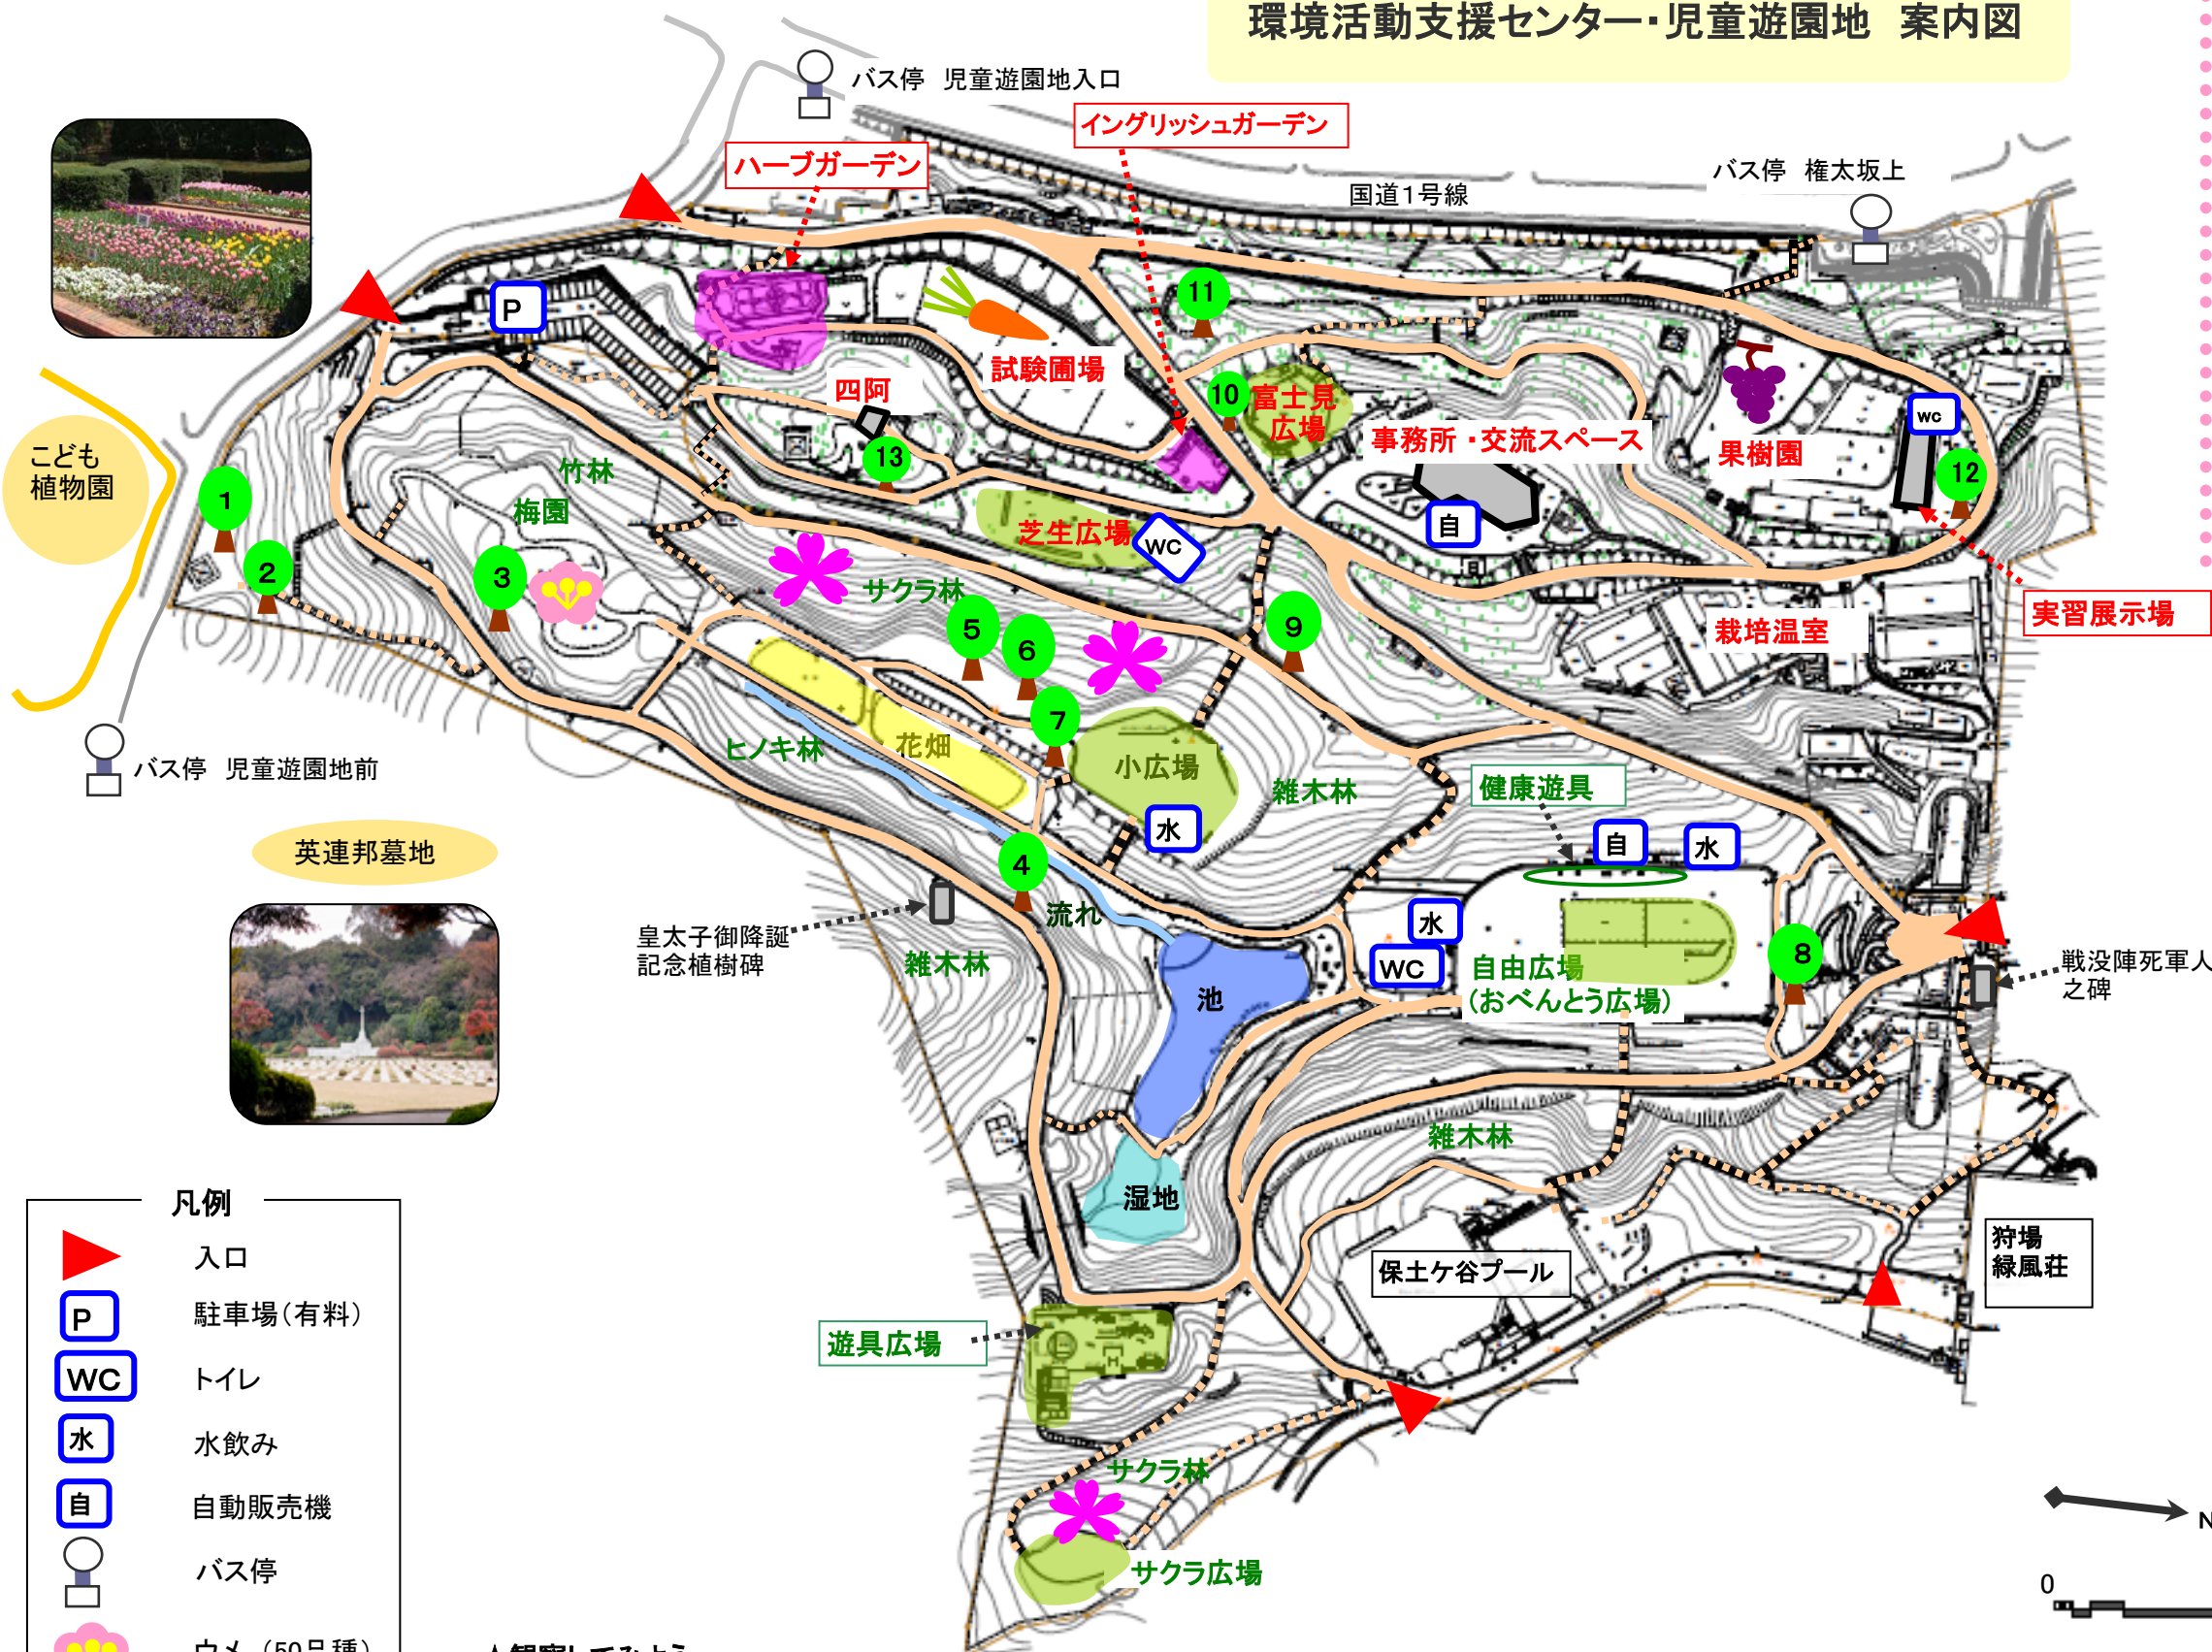 環境活動支援センター・児童遊園地　案内図
バス停　児童遊園地入口
イングリッシュガーデン
ハーブガーデン
国道1号線
バス停　権太坂上
P
試験圃場
四阿
11
10
富士見
広場
事務所・交流スペース
果樹園
wc
12
13
自
こども
植物園
1
2
竹林
梅園
3
芝生広場
WC
サクラ林
5
6
7
9
栽培温室
実習展示場
ヒノキ林
花畑
小広場
雑木林
水
健康遊具
自
水
バス停　児童遊園地前
英連邦墓地
4
流れ
皇太子御降誕
記念植樹碑
雑木林
池
水
WC
自由広場
(おべんとう広場)
8
戦没陣死軍人
之碑
雑木林
湿地
保土ケ谷プール
狩場
緑風荘
遊具広場
サクラ林
サクラ広場
N
0
凡例
入口
P 駐車場(有料)
WC トイレ
水 水飲み
自 自動販売機
バス停
ウメ (50品種)